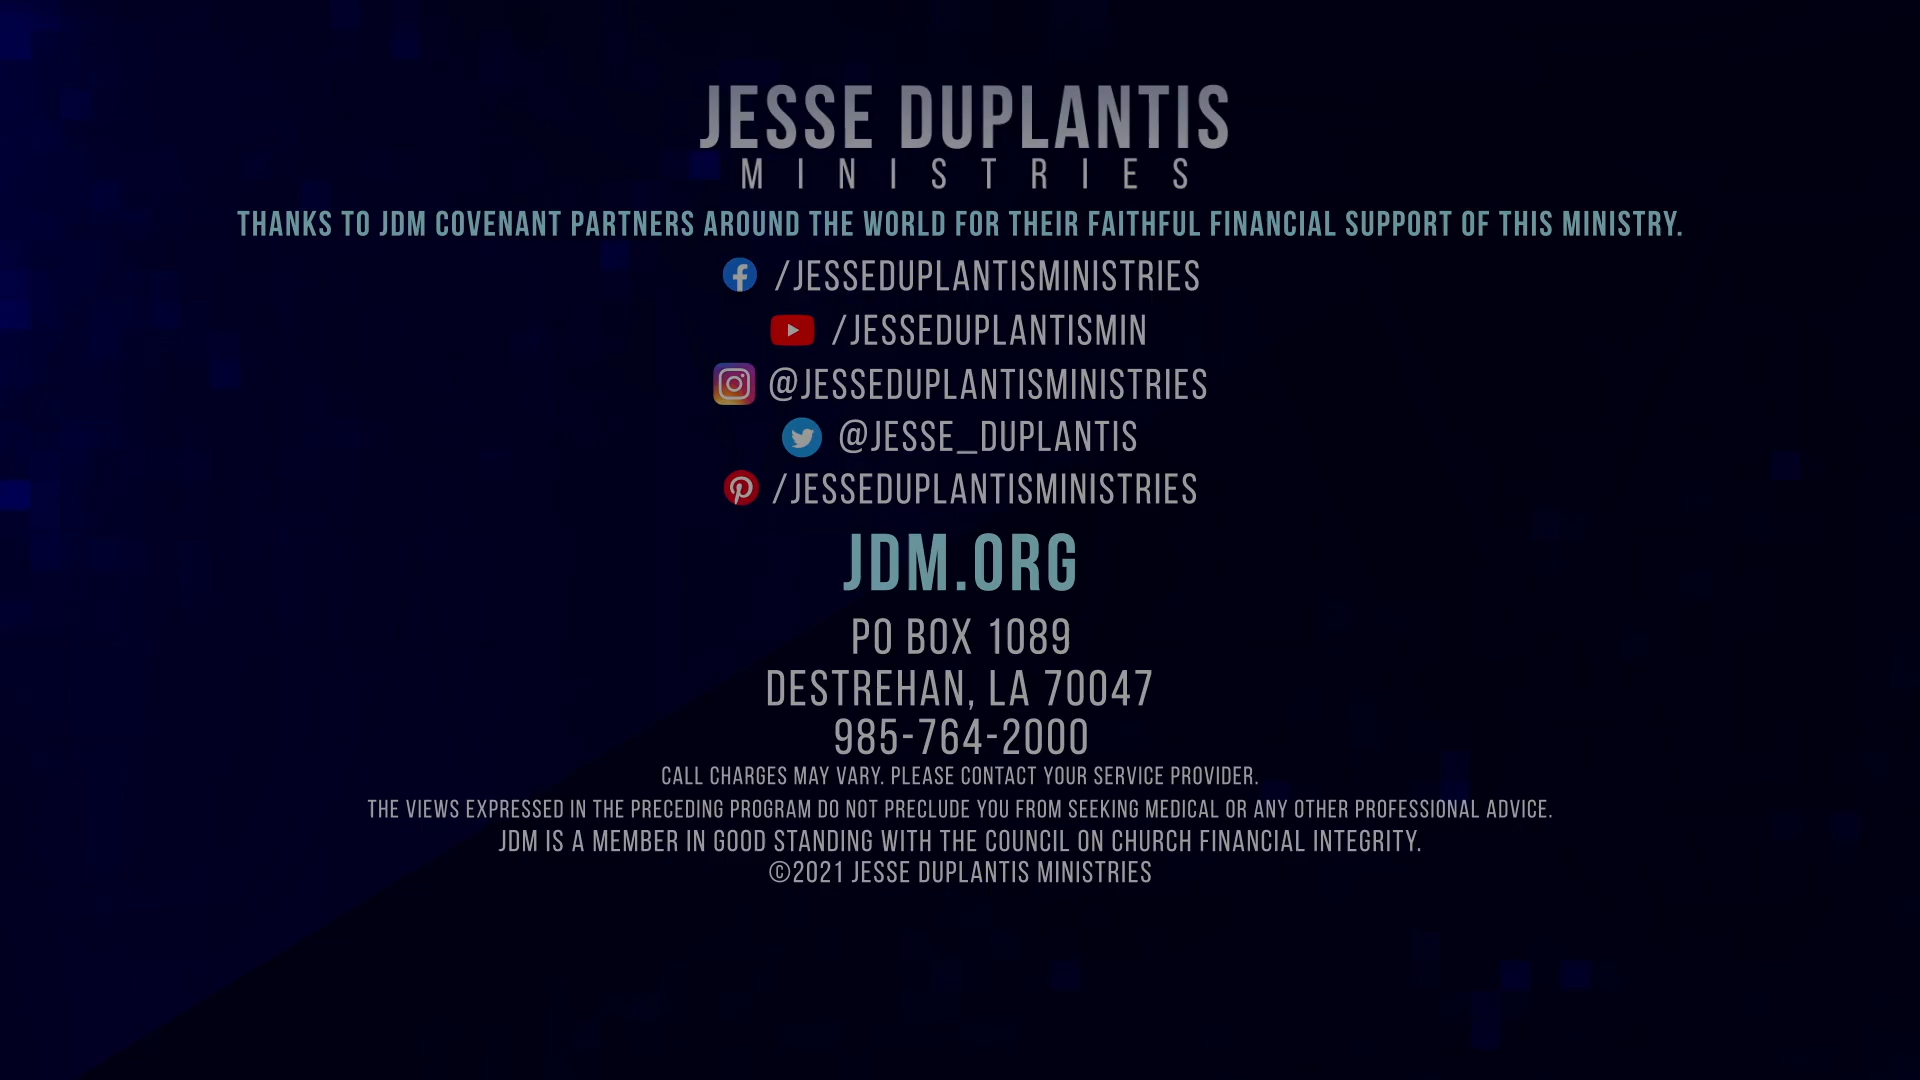 JESSE DUPLANTIS
MINISTRIES
THANKS TO JDM COVENANT PARTNERS AROUND THE WORLD FOR THEIR FAITHFUL FINANCIAL SUPPORT OF THIS MINISTRY.
/JESSEDUPLANTISMINISTRIES
/JESSEDUPLANTISMIN
@JESSEDUPLANTISMINISTRIES
@JESSE_DUPLANTIS
/JESSEDUPLANTISMINISTRIES
JDM.ORG
PO BOX 1089
DESTREHAN, LA 70047
985-764-2000
CALL CHARGES MAY VARY. PLEASE CONTACT YOUR SERVICE PROVIDER.
THE VIEWS EXPRESSED IN THE PRECEDING PROGRAM DO NOT PRECLUDE YOU FROM SEEKING MEDICAL OR ANY OTHER PROFESSIONAL ADVICE.
JDM IS A MEMBER IN GOOD STANDING WITH THE COUNCIL ON CHURCH FINANCIAL INTEGRITY.
©2021 JESSE DUPLANTIS MINISTRIES